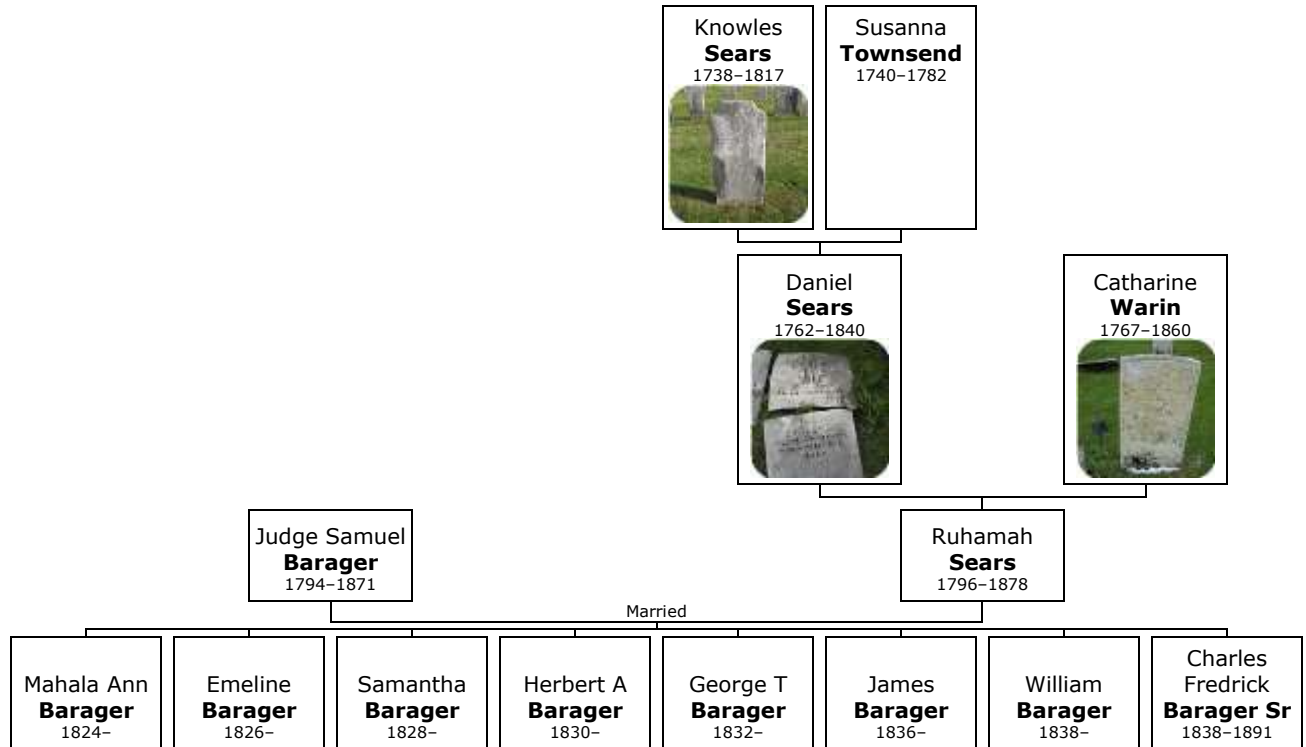 Knowles
Sears
1738–1817
Susanna
Townsend
1740–1782
Daniel
Sears
1762–1840
Catharine
Warin
1767–1860
Judge Samuel
Barager
1794–1871
Ruhamah
Sears
1796–1878
Married
Mahala Ann
Barager
1824–
Emeline
Barager
1826–
Samantha
Barager
1828–
Herbert A
Barager
1830–
George T
Barager
1832–
James
Barager
1836–
William
Barager
1838–
Charles
Fredrick
Barager Sr
1838–1891